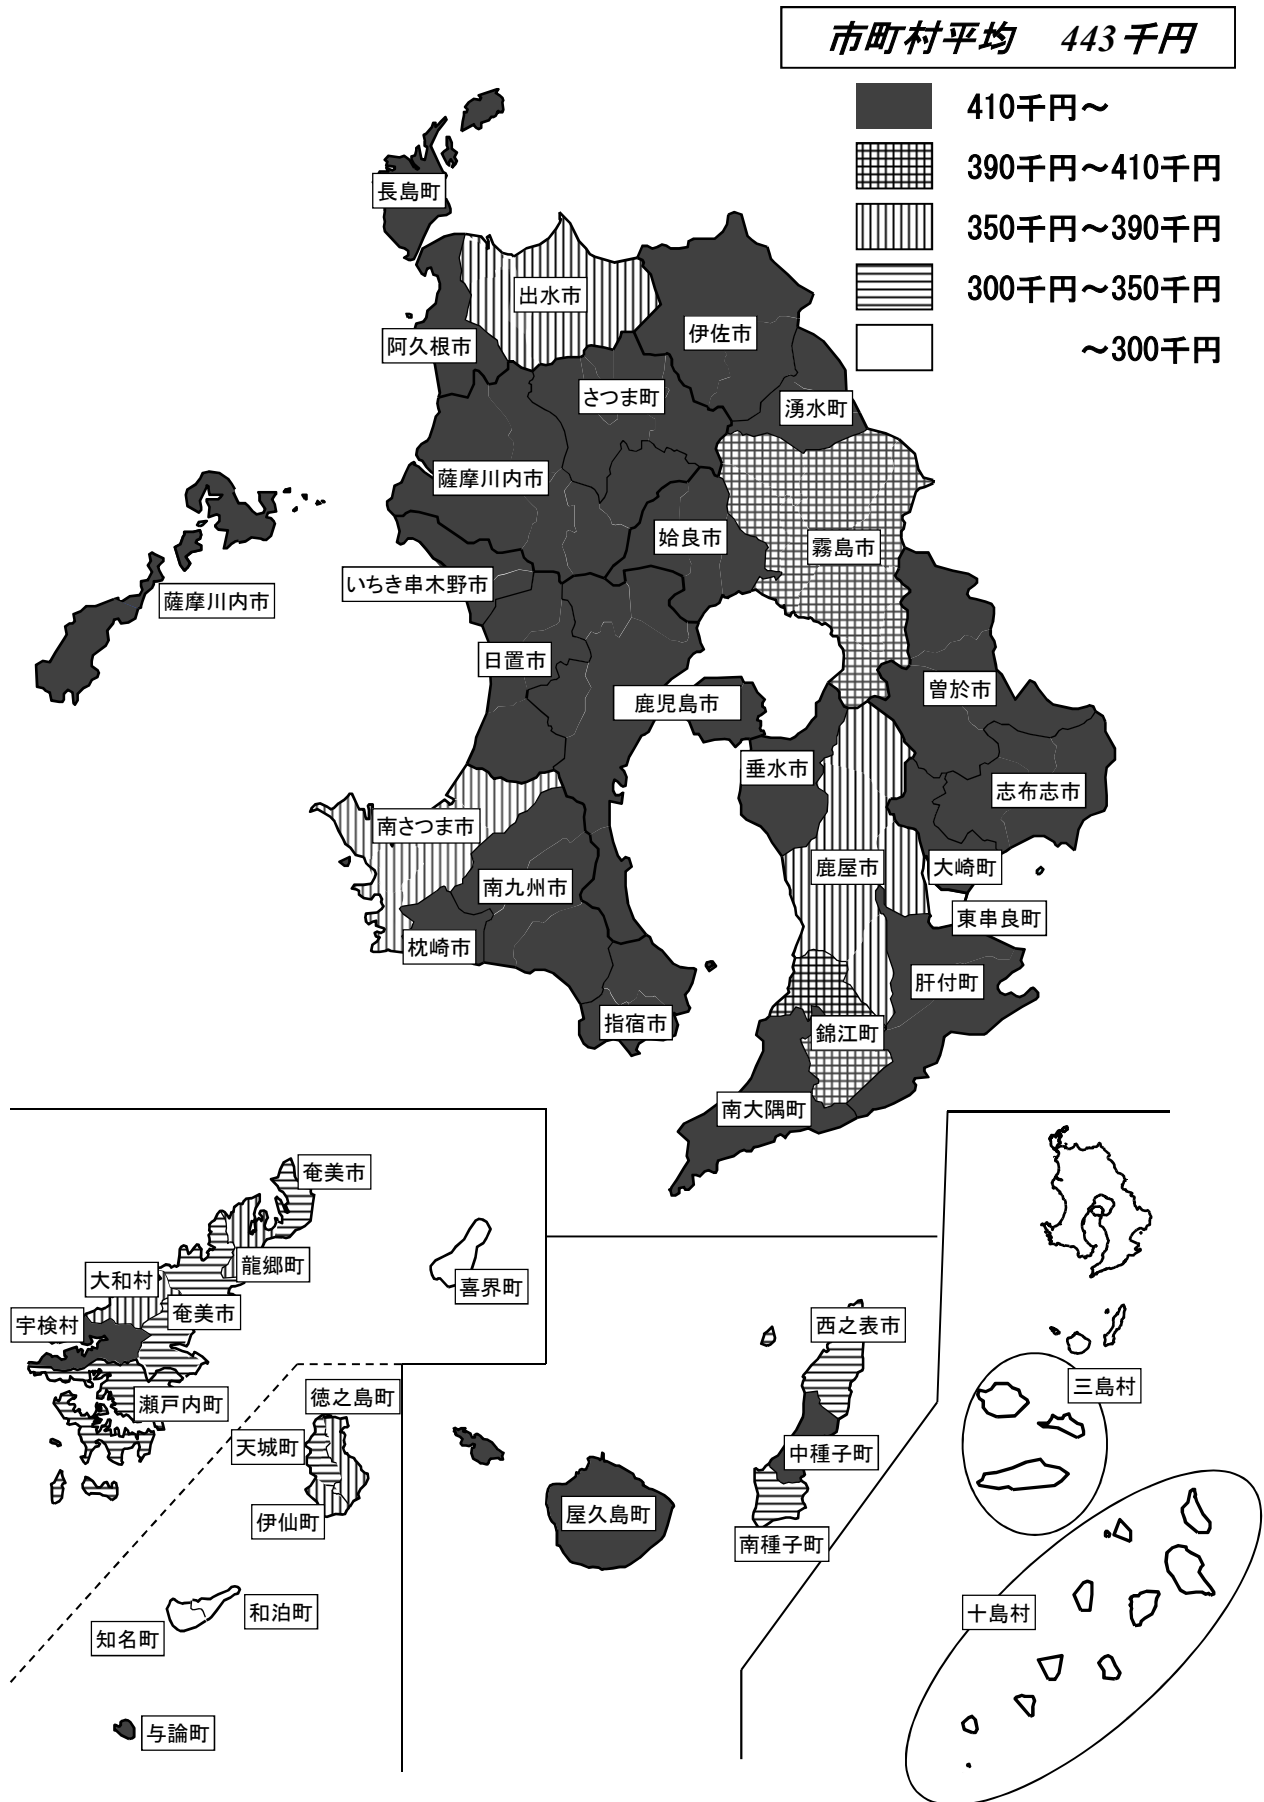 市町村平均　443千円
410千円～
390千円～410千円
350千円～390千円
300千円～350千円
～300千円
長島町
出水市
阿久根市
伊佐市
さつま町
湧水町
薩摩川内市
姶良市
霧島市
いちき串木野市
薩摩川内市
日置市
曽於市
鹿児島市
垂水市
志布志市
南さつま市
鹿屋市
大崎町
南九州市
東串良町
枕崎市
肝付町
指宿市
錦江町
南大隅町
奄美市
龍郷町
大和村
喜界町
奄美市
宇検村
西之表市
三島村
徳之島町
瀬戸内町
天城町
中種子町
屋久島町
伊仙町
南種子町
和泊町
十島村
知名町
与論町